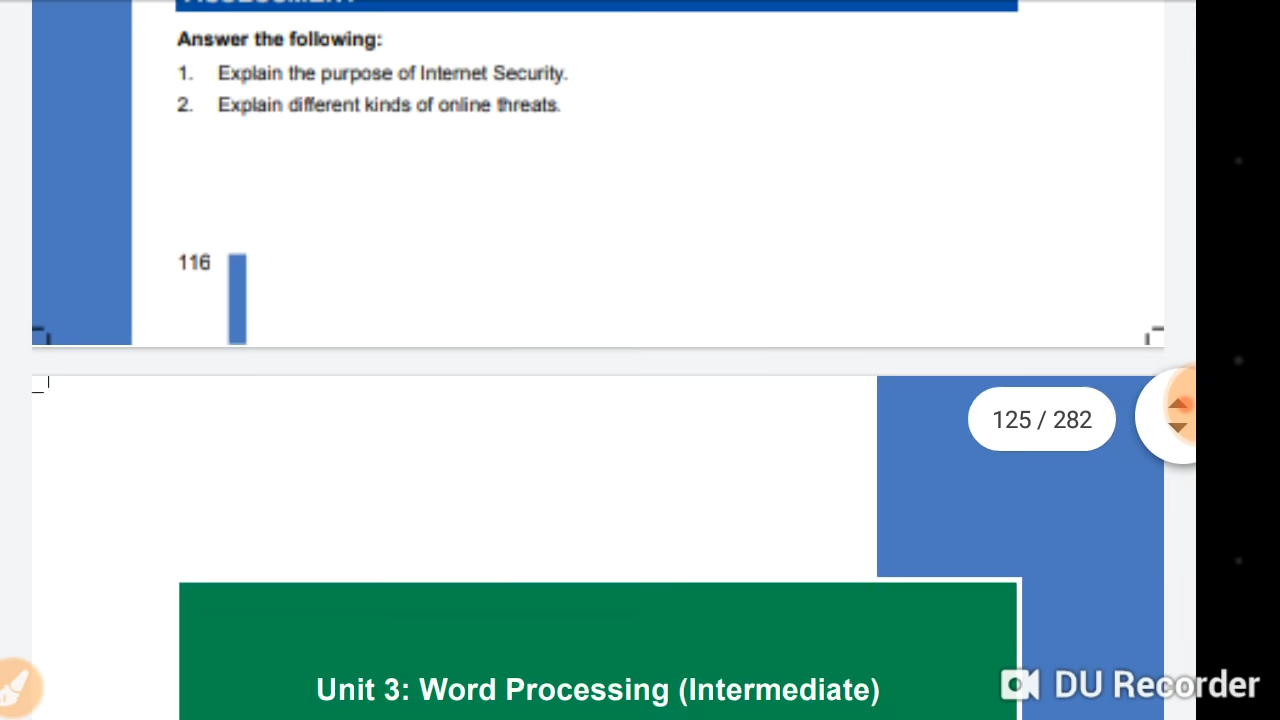 Answer the following:
1. Explain the purpose of Internet Security.
2. Explain different kinds of online threats.
116
125 / 282
Unit 3: Word Processing (Intermediate)
DU Recorder